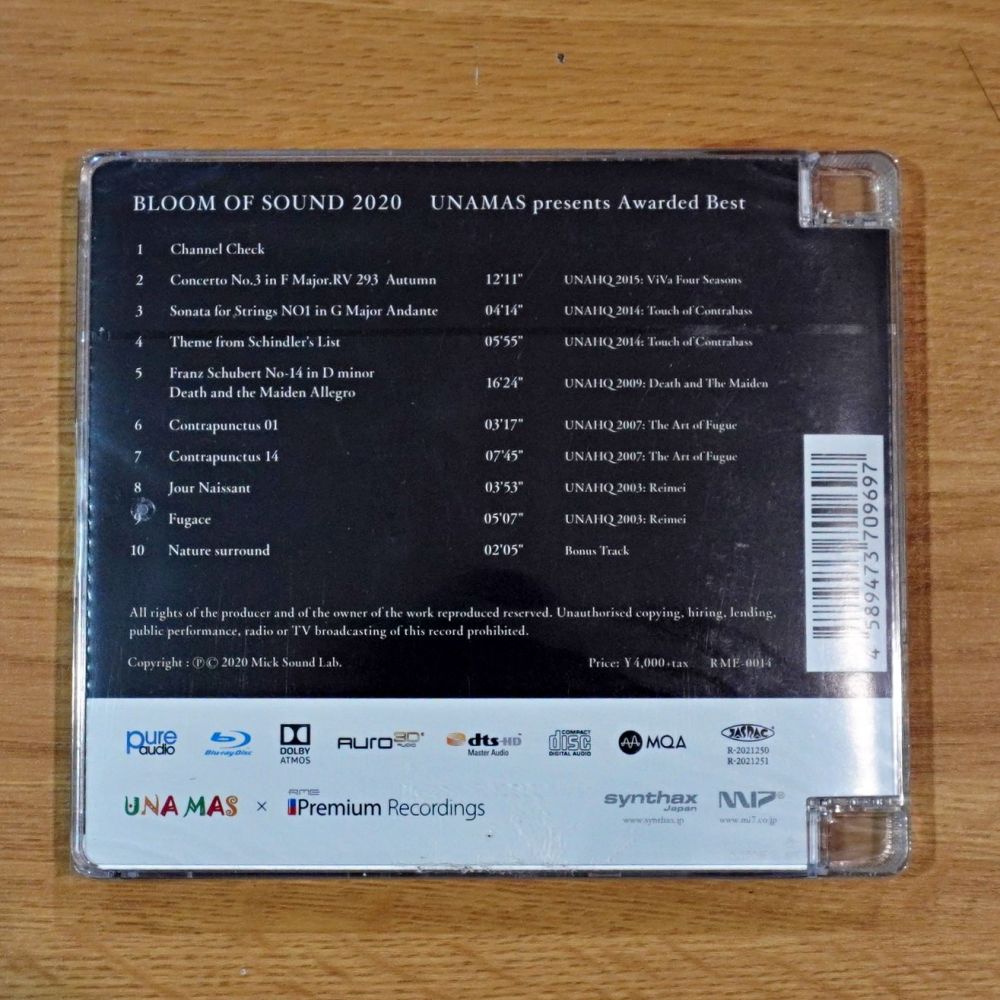 BLOOM OF SOUND 2020 UNAMAS presents Awarded Best
1 Channel Check
2 Concerto No.3 in F Major.RV 293 Autumn 12'11" UNAHQ 2015: ViVa Four Seasons
3 Sonata for Strings NO1 in G Major Andante 04'14" UNAHQ 2014: Touch of Contrabass
4 Theme from Schindler's List 05'55" UNAHQ 2014: Touch of Contrabass
5 Franz Schubert No-14 in D minor
Death and the Maiden Allegro 16'24" UNAHQ 2009: Death and The Maiden
6 Contrapunctus 01 03'17" UNAHQ 2007: The Art of Fugue
7 Contrapunctus 14 07'45" UNAHQ 2007: The Art of Fugue
8 Jour Naissant 03'53" UNAHQ 2003: Reimei
9 Fugace 05'07" UNAHQ 2003: Reimei
10 Nature surround 02'05" Bonus Track
All rights of the producer and of the owner of the work reproduced reserved. Unauthorised copying, hiring, lending,
public performance, radio or TV broadcasting of this record prohibited.
Copyright : ℗© 2020 Mick Sound Lab. Price: ¥4,000+tax RME-0014
4 589473 709697
pure audio
Blu-ray Disc
DOLBY
ATMOS
AURO 3D AUDIO
dts-HD
Master Audio
COMPACT
disc
DIGITAL AUDIO
MQA
JASRAC
R-2021250
R-2021251
UNAMAS × RME Premium Recordings
synthax
Japan
www.synthax.jp
MI7®
www.mi7.co.jp